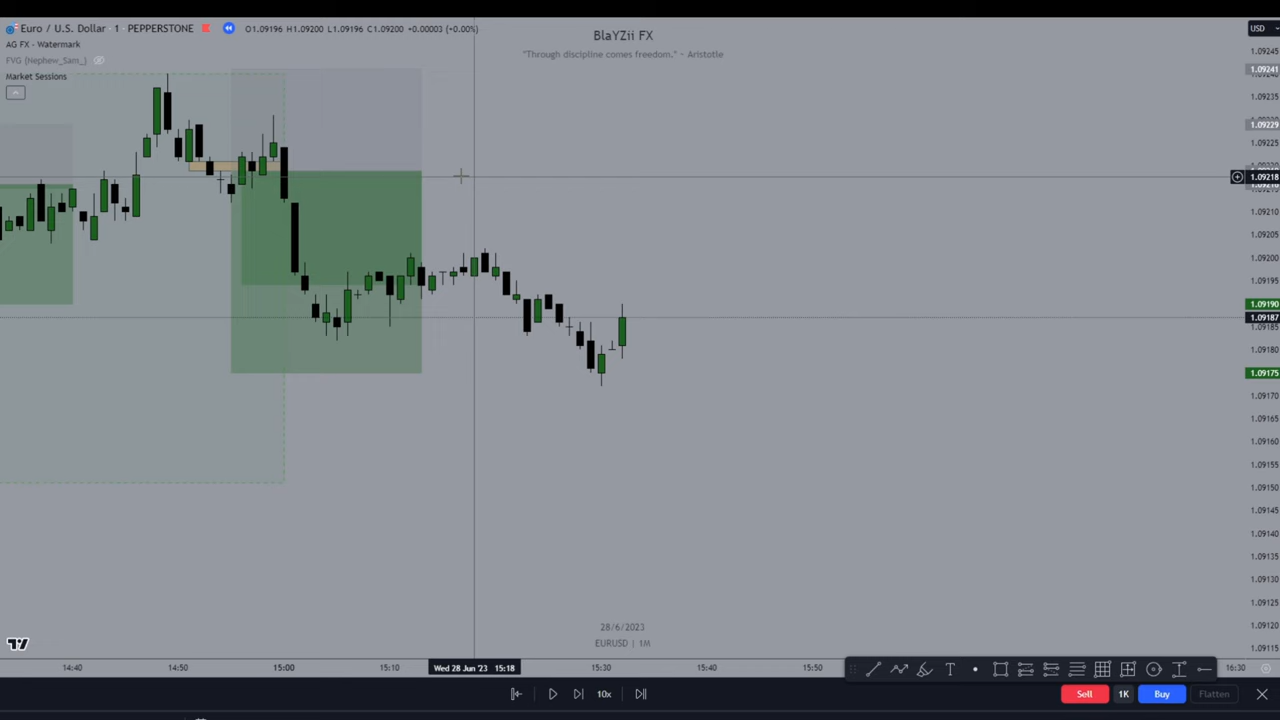 Euro / U.S. Dollar · 1 · PEPPERSTONE O1.09196 H1.09200 L1.09196 C1.09200 +0.00003 (+0.00%)
AG FX · Watermark
FVG (Nephew_Sam_)
Market Sessions
BlaYZii FX
"Through discipline comes freedom." - Aristotle
USD
1.09245
1.09241
1.09235
1.09229
1.09225
1.09218
1.09210
1.09205
1.09200
1.09195
1.09190
1.09187
1.09185
1.09180
1.09175
1.09170
1.09165
1.09160
1.09155
1.09150
1.09145
1.09140
1.09135
1.09130
1.09125
1.09120
1.09115
28/6/2023
EURUSD | 1M
14:40 14:50 15:00 15:10 Wed 28 Jun '23 15:18 15:30 15:40 15:50 16:30
10x
Sell 1K Buy Flatten